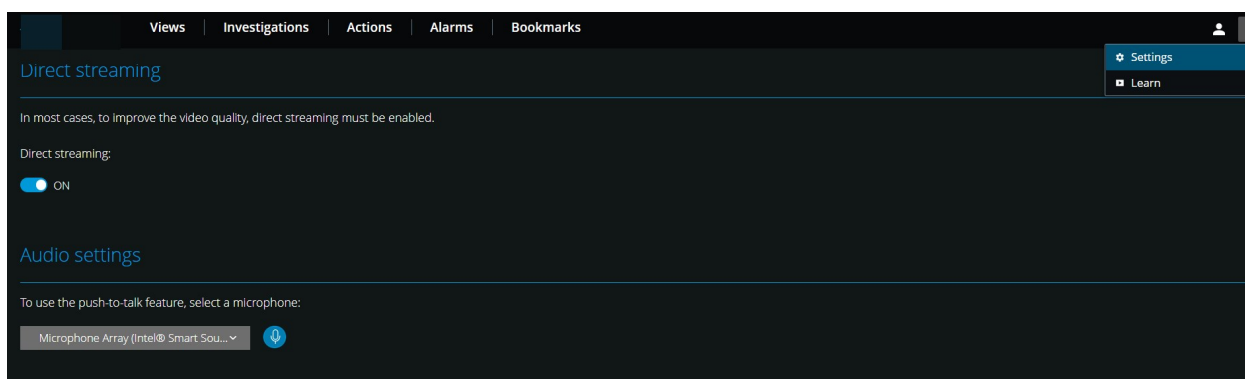 Views Investigations Actions Alarms Bookmarks
Settings
Learn
Direct streaming
In most cases, to improve the video quality, direct streaming must be enabled.
Direct streaming:
ON
Audio settings
To use the push-to-talk feature, select a microphone:
Microphone Array (Intel® Smart Sou...